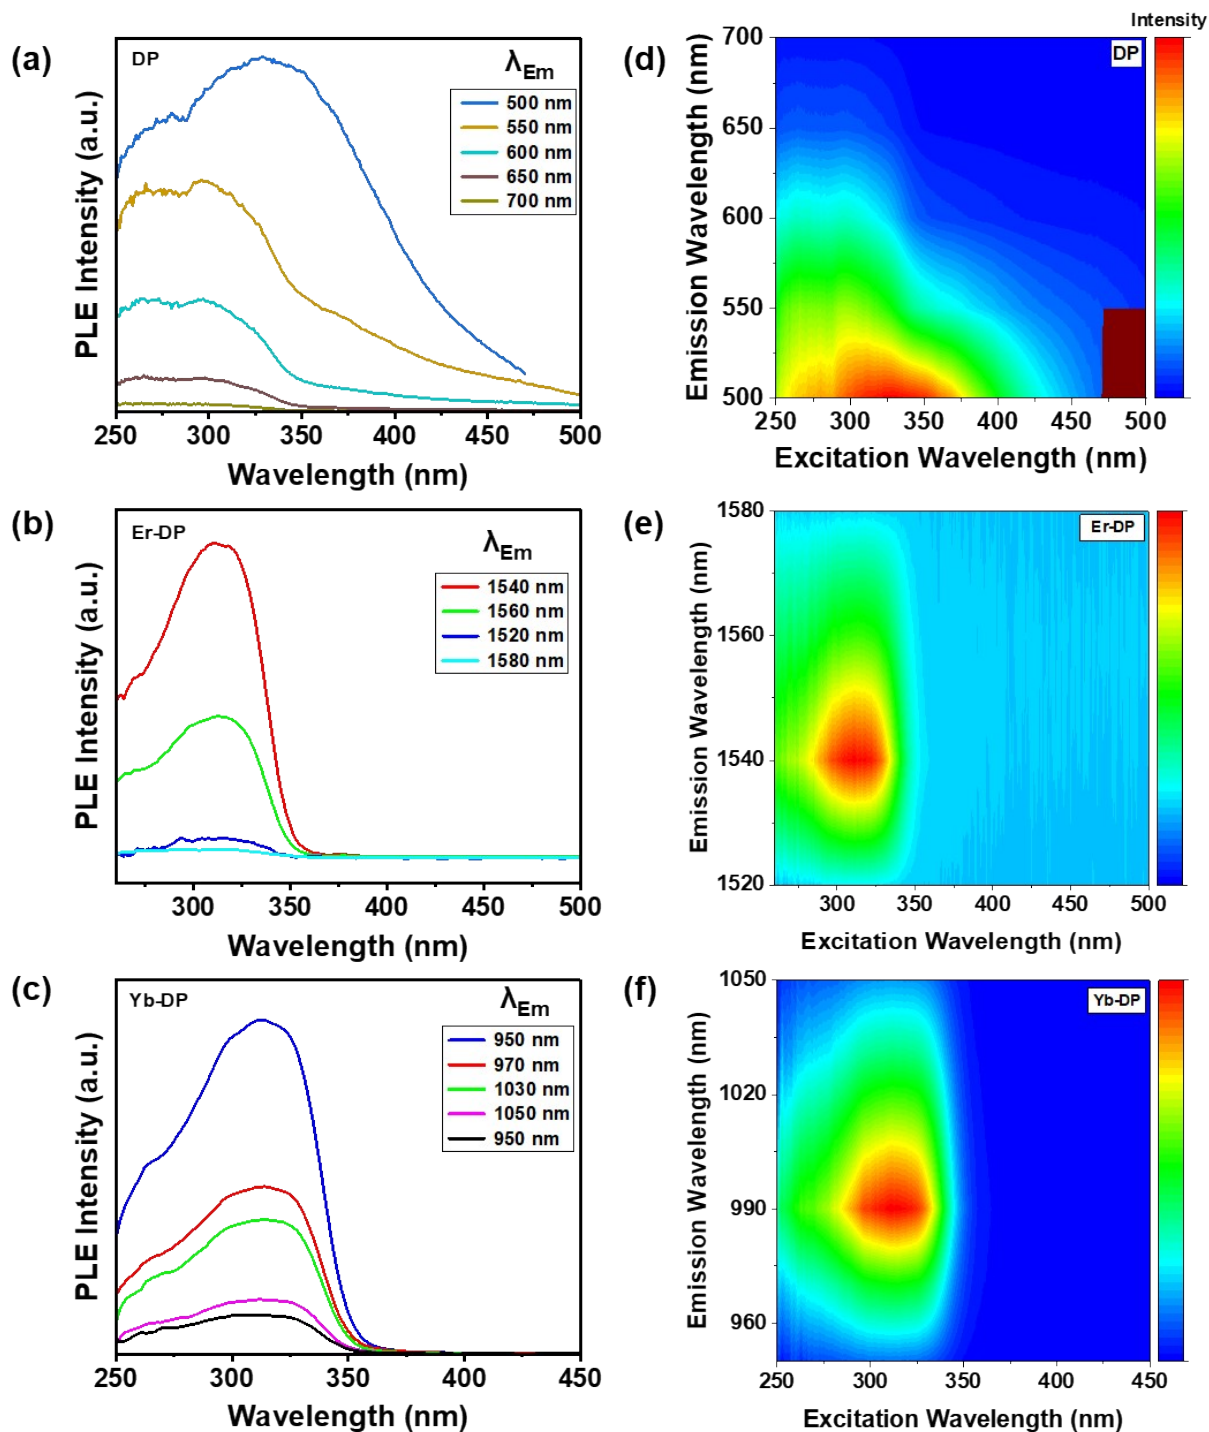 (a)
DP
λEm
500 nm
550 nm
600 nm
650 nm
700 nm
PLE Intensity (a.u.)
250 300 350 400 450 500
Wavelength (nm)
(d)
Intensity
DP
700
650
600
550
500
Emission Wavelength (nm)
250 300 350 400 450 500
Excitation Wavelength (nm)
(b)
Er-DP
λEm
1540 nm
1560 nm
1520 nm
1580 nm
PLE Intensity (a.u.)
300 350 400 450 500
Wavelength (nm)
(e)
Er-DP
1580
1560
1540
1520
Emission Wavelength (nm)
300 350 400 450 500
Excitation Wavelength (nm)
(c)
Yb-DP
λEm
950 nm
970 nm
1030 nm
1050 nm
950 nm
PLE Intensity (a.u.)
250 300 350 400 450
Wavelength (nm)
(f)
Yb-DP
1050
1020
990
960
Emission Wavelength (nm)
250 300 350 400 450
Excitation Wavelength (nm)